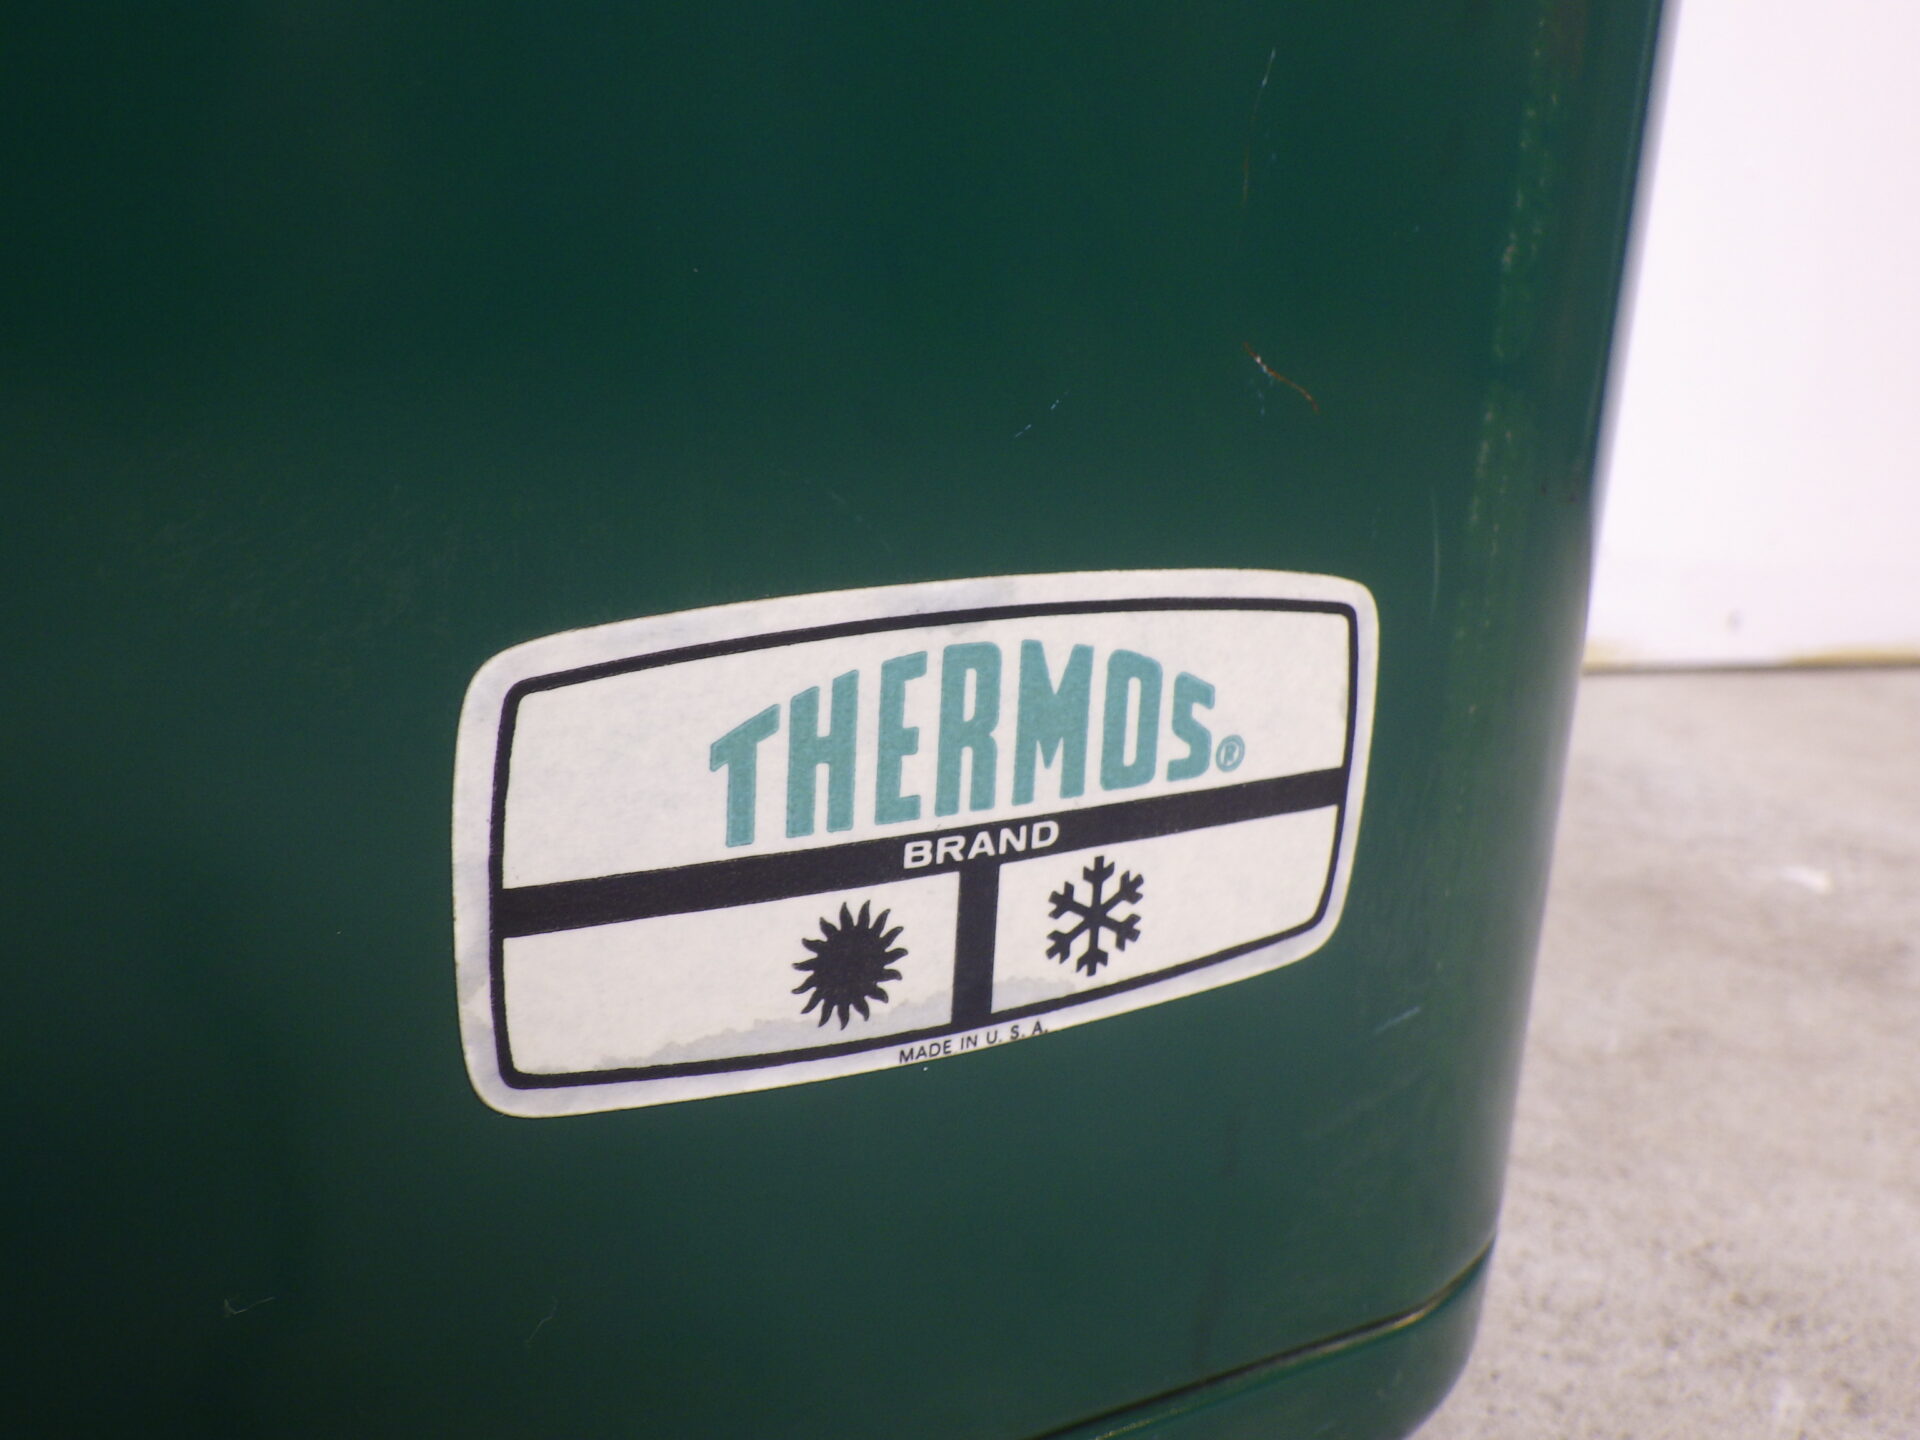 THERMOS®
BRAND
MADE IN U. S. A.